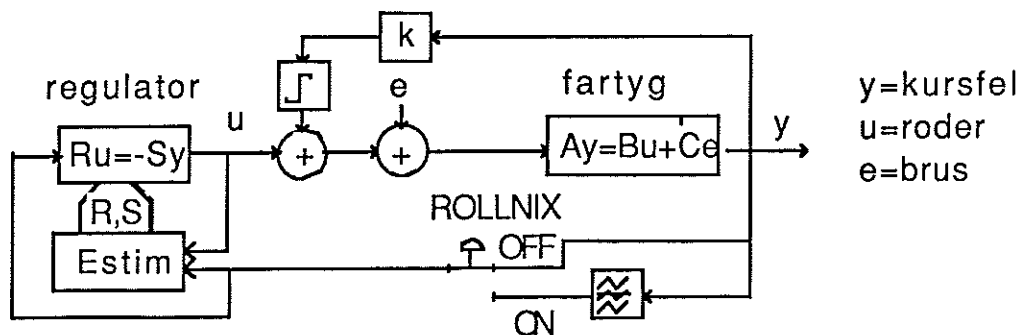 k
regulator
e
fartyg
y=kursfel
u
y
u=roder
Ru=-Sy
+
+
Ay=Bu+Ce
e=brus
R,S
ROLLNIX
OFF
Estim
ON